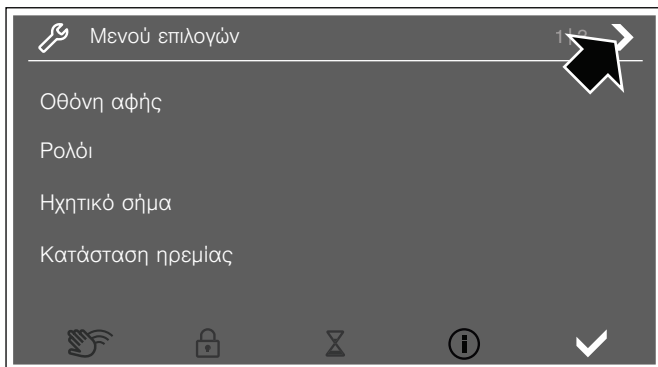 Μενού επιλογών
Οθόνη αφής
Ρολόι
Ηχητικό σήμα
Κατάσταση ηρεμίας